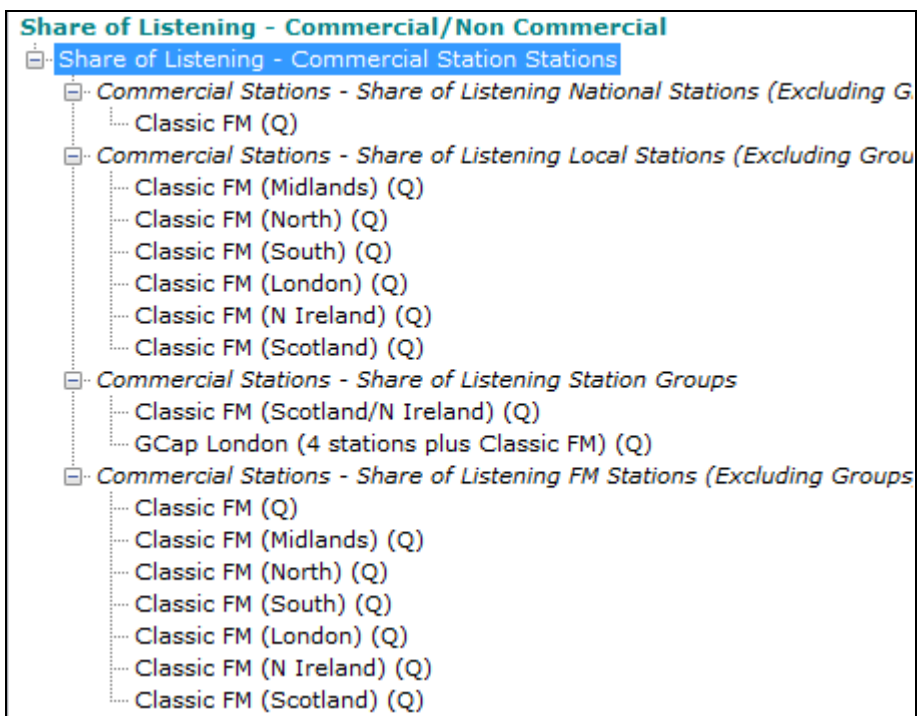 Share of Listening - Commercial/Non Commercial
Share of Listening - Commercial Station Stations
Commercial Stations - Share of Listening National Stations (Excluding G
Classic FM (Q)
Commercial Stations - Share of Listening Local Stations (Excluding Grou
Classic FM (Midlands) (Q)
Classic FM (North) (Q)
Classic FM (South) (Q)
Classic FM (London) (Q)
Classic FM (N Ireland) (Q)
Classic FM (Scotland) (Q)
Commercial Stations - Share of Listening Station Groups
Classic FM (Scotland/N Ireland) (Q)
GCap London (4 stations plus Classic FM) (Q)
Commercial Stations - Share of Listening FM Stations (Excluding Groups
Classic FM (Q)
Classic FM (Midlands) (Q)
Classic FM (North) (Q)
Classic FM (South) (Q)
Classic FM (London) (Q)
Classic FM (N Ireland) (Q)
Classic FM (Scotland) (Q)